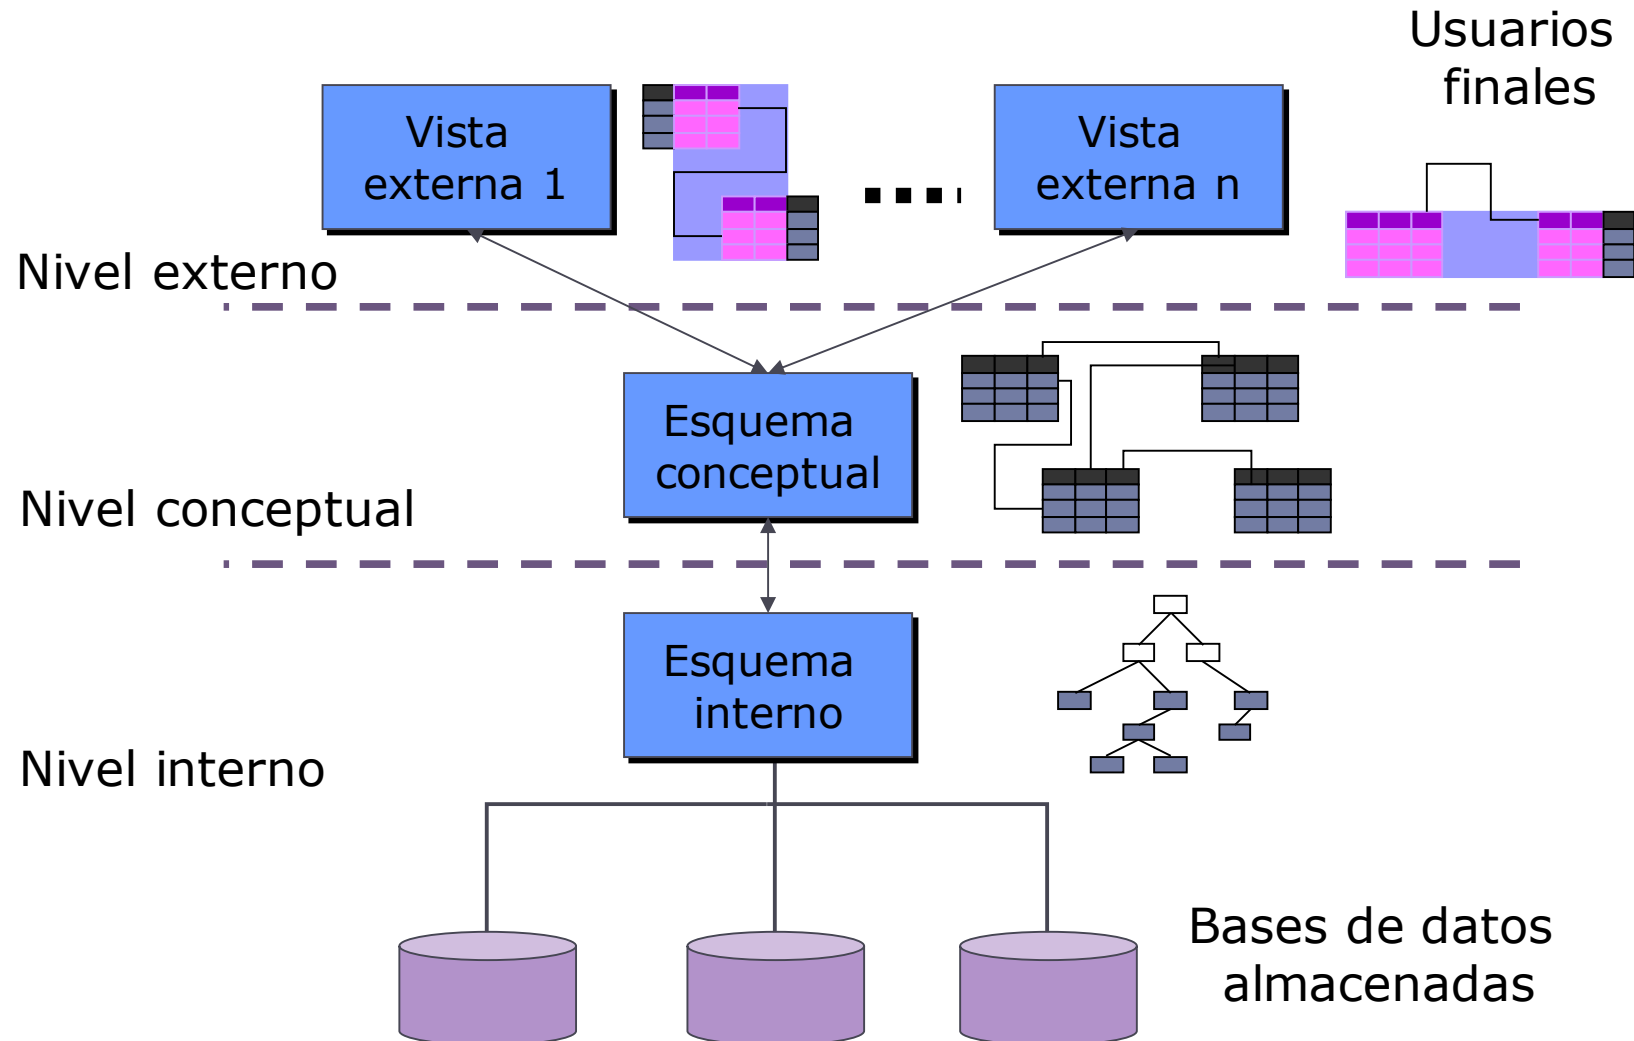 Usuarios
finales
Vista
externa 1
Vista
externa n
Nivel externo
Esquema
conceptual
Nivel conceptual
Esquema
interno
Nivel interno
Bases de datos
almacenadas